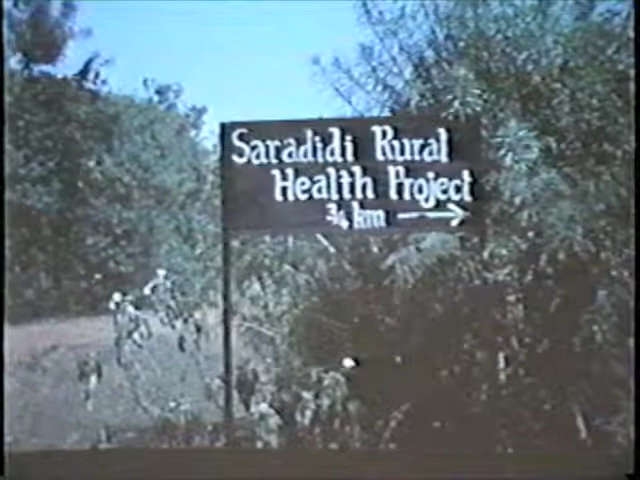 Saradidi Rural
Health Project
¾ km →